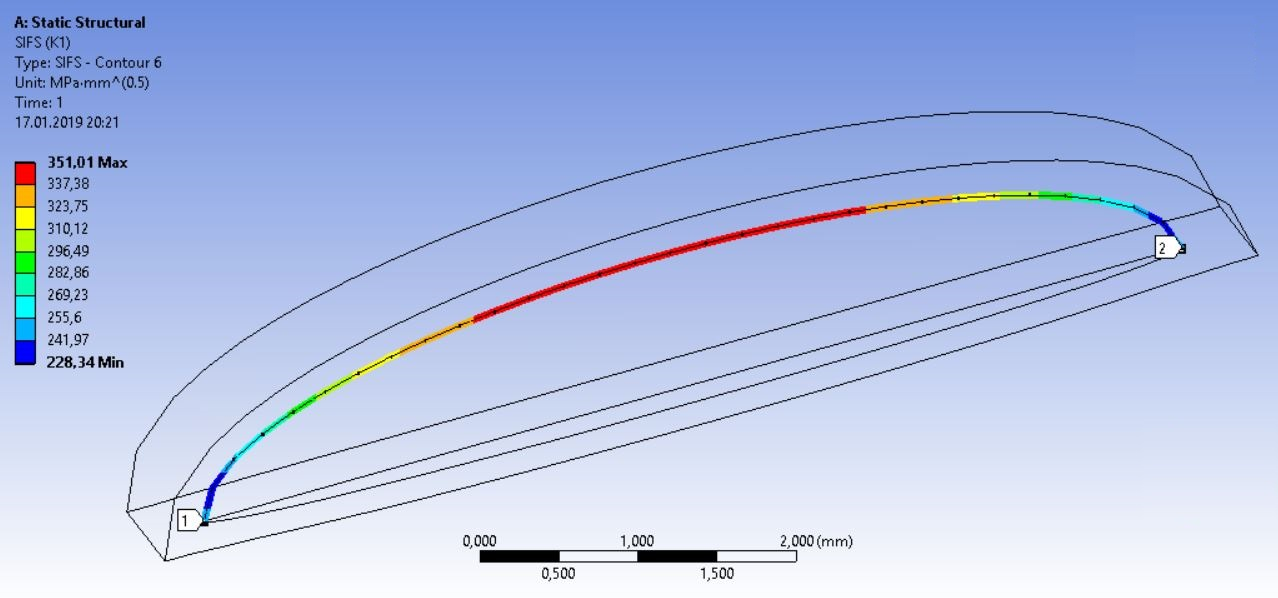 A: Static Structural
SIFS (K1)
Type: SIFS - Contour 6
Unit: MPa·mm^(0.5)
Time: 1
17.01.2019 20:21
351,01 Max
337,38
323,75
310,12
296,49
282,86
269,23
255,6
241,97
228,34 Min
2
1
0,000 1,000 2,000 (mm)
0,500 1,500